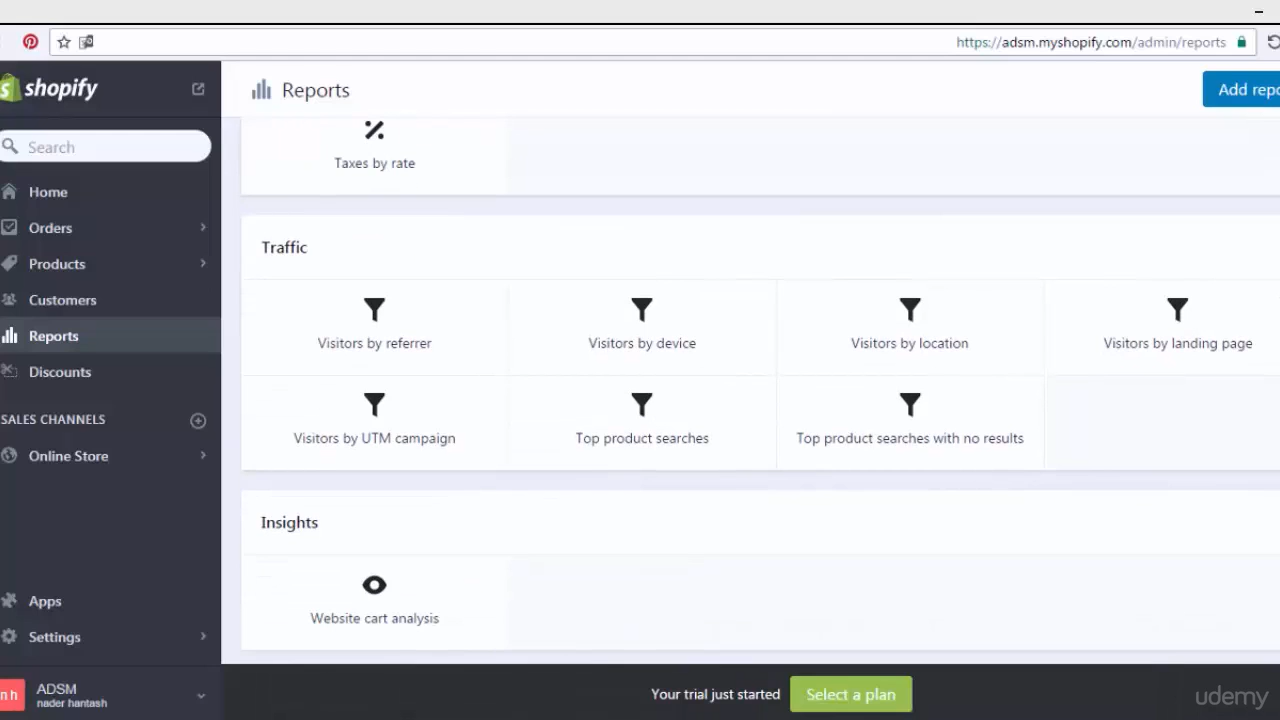 https://adsm.myshopify.com/admin/reports
shopify
Reports
Add repo
Search
Taxes by rate
Home
Orders
Products
Customers
Reports
Discounts
SALES CHANNELS
Online Store
Apps
Settings
Traffic
Visitors by referrer
Visitors by device
Visitors by location
Visitors by landing page
Visitors by UTM campaign
Top product searches
Top product searches with no results
Insights
Website cart analysis
nh
ADSM
nader hantash
Your trial just started
Select a plan
udemy